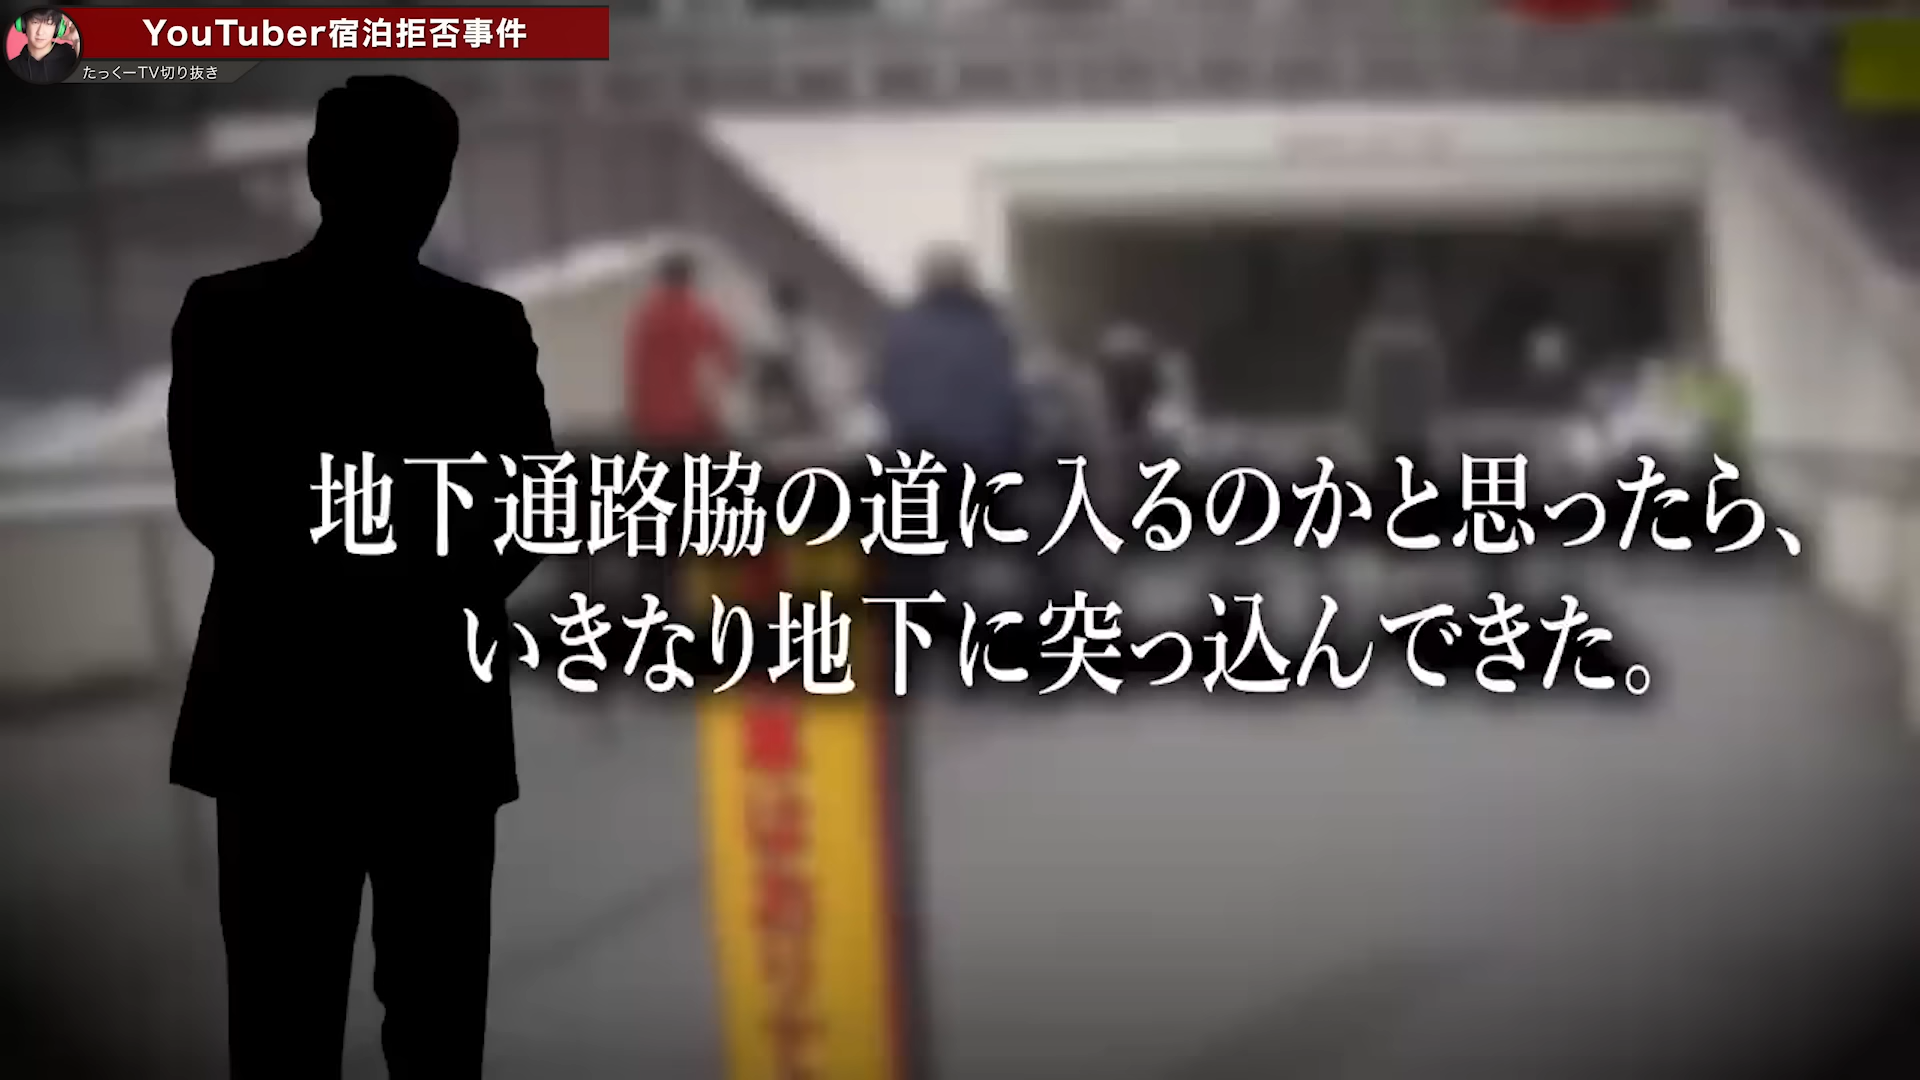 YouTuber宿泊拒否事件
たっくーTV切り抜き
地下通路脇の道に入るのかと思ったら、
いきなり地下に突っ込んできた。